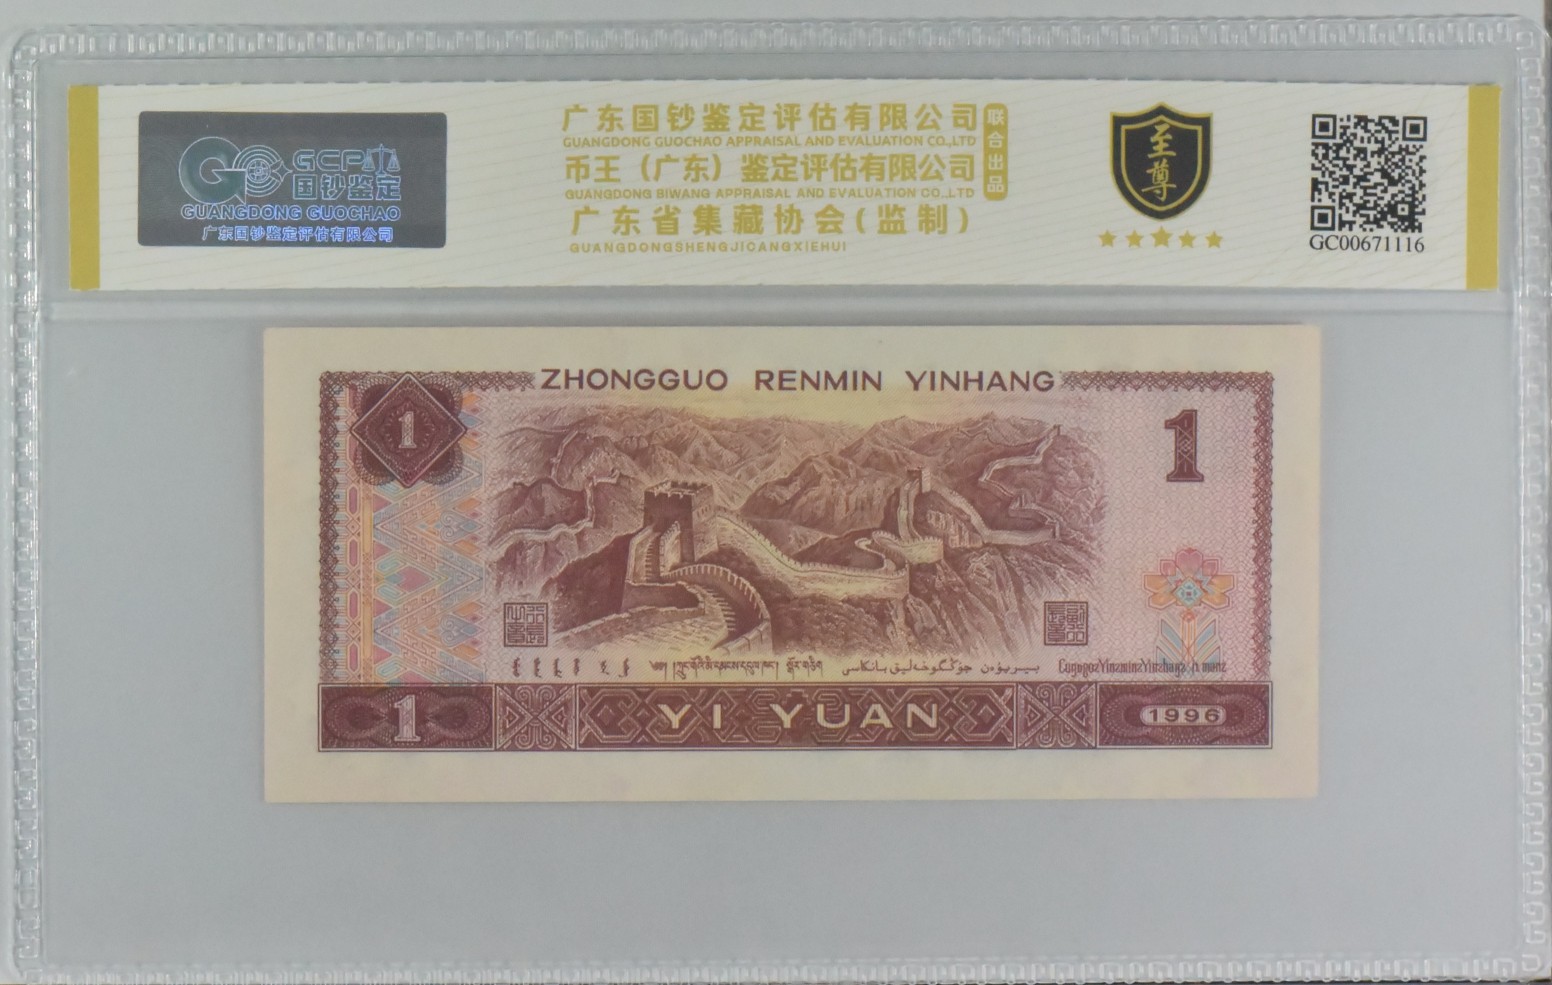 GCP
国钞鉴定
GUANGDONG GUOCHAO
广东国钞鉴定评估有限公司
广东国钞鉴定评估有限公司
GUANGDONG GUOCHAO APPRAISAL AND EVALUATION CO.,LTD
币王（广东）鉴定评估有限公司
GUANGDONG BIWANG APPRAISAL AND EVALUATION CO.,LTD
广东省集藏协会(监制)
GUANGDONGSHENGJICANGXIEHUI
联合出品
至尊
GC00671116
ZHONGGUO RENMIN YINHANG
1
1
1
YI YUAN
1996